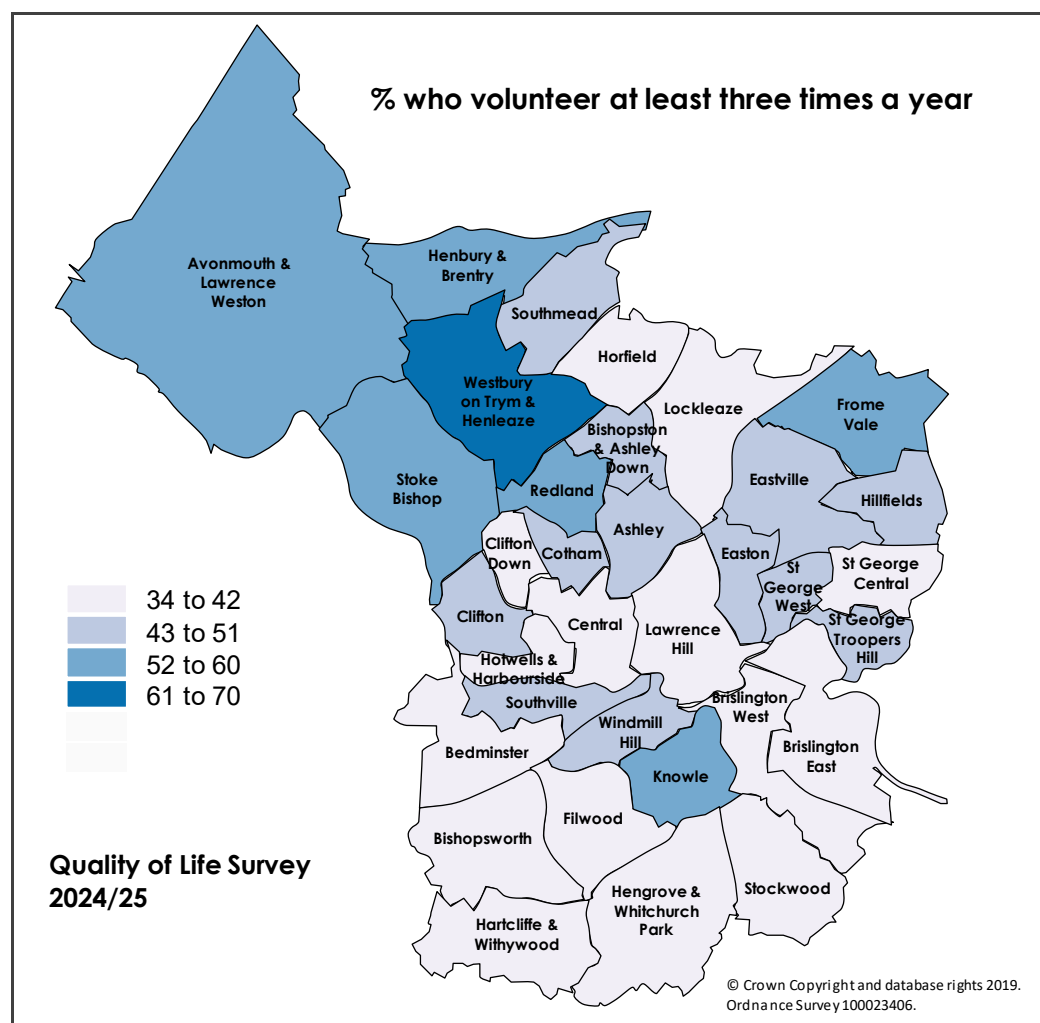 % who volunteer at least three times a year
Avonmouth &
Lawrence
Weston
Henbury &
Brentry
Southmead
Horfield
Westbury
on Trym &
Henleaze
Lockleaze
Frome
Vale
Bishopston
& Ashley
Down
Stoke
Bishop
Redland
Eastville
Hillfields
Ashley
Clifton
Down
Cotham
Easton
St
George
West
St George
Central
34 to 42
43 to 51
52 to 60
61 to 70
Clifton
Central
Lawrence
Hill
St George
Troopers
Hill
Hotwells &
Harbourside
Southville
Windmill
Hill
Brislington
West
Bedminster
Knowle
Brislington
East
Filwood
Bishopsworth
Quality of Life Survey
2024/25
Hengrove &
Whitchurch
Park
Stockwood
Hartcliffe &
Withywood
© Crown Copyright and database rights 2019.
Ordnance Survey 100023406.